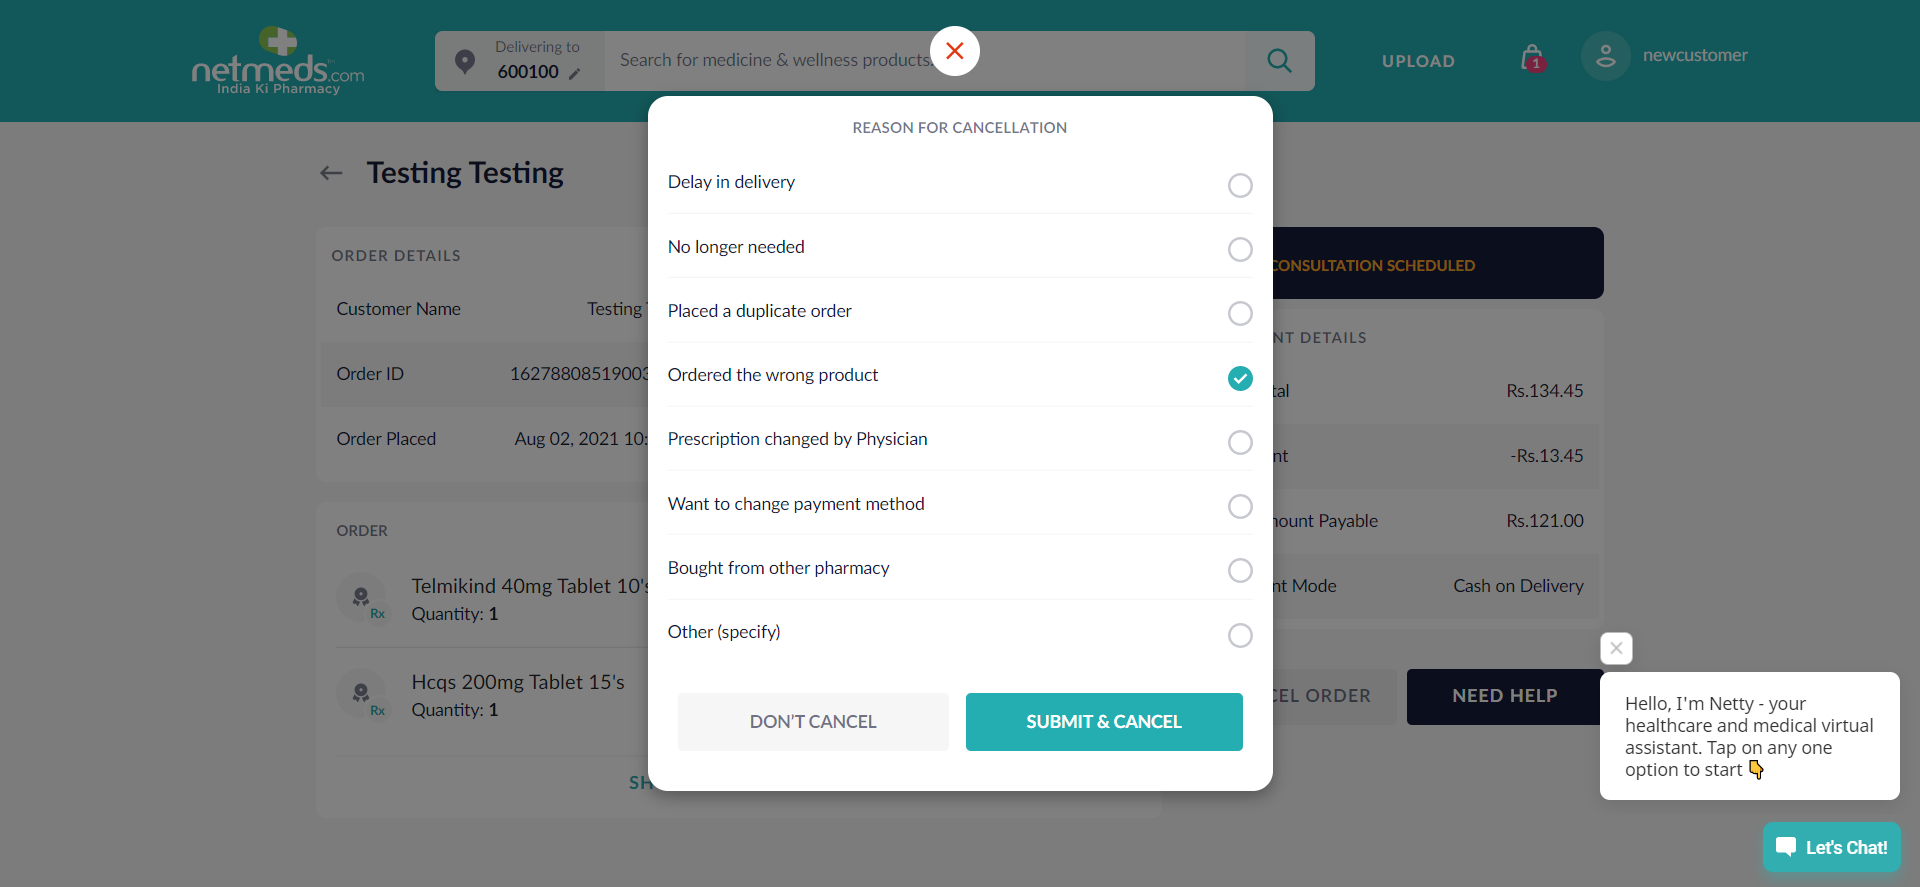 netmeds.com
India Ki Pharmacy
Delivering to
600100
Search for medicine & wellness products.
UPLOAD
1
newcustomer
Testing Testing
REASON FOR CANCELLATION
Delay in delivery
No longer needed
Placed a duplicate order
Ordered the wrong product
Prescription changed by Physician
Want to change payment method
Bought from other pharmacy
Other (specify)
DON'T CANCEL
SUBMIT & CANCEL
ORDER DETAILS
Customer Name Testing
Order ID 16278808519003
Order Placed Aug 02, 2021 10:
ORDER
Telmikind 40mg Tablet 10's
Rx
Quantity: 1
Hcqs 200mg Tablet 15's
Rx
Quantity: 1
SH
CONSULTATION SCHEDULED
NT DETAILS
tal Rs.134.45
nt -Rs.13.45
ount Payable Rs.121.00
nt Mode Cash on Delivery
CEL ORDER
NEED HELP
Hello, I'm Netty - your
healthcare and medical virtual
assistant. Tap on any one
option to start 👇
Let's Chat!